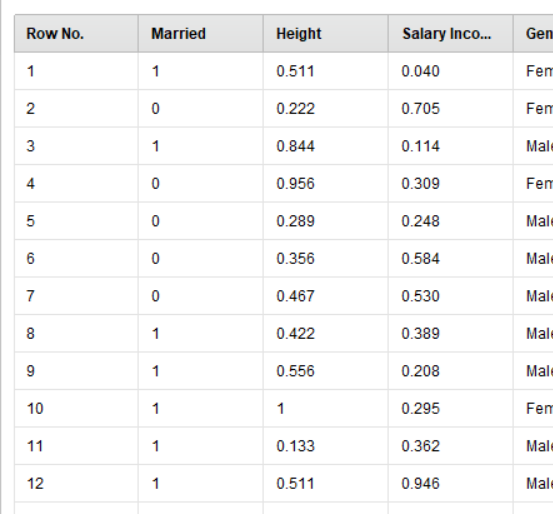 Row No. Married Height Salary Inco... Gen
1 1 0.511 0.040 Fem
2 0 0.222 0.705 Fem
3 1 0.844 0.114 Male
4 0 0.956 0.309 Fem
5 0 0.289 0.248 Male
6 0 0.356 0.584 Male
7 0 0.467 0.530 Male
8 1 0.422 0.389 Male
9 1 0.556 0.208 Male
10 1 1 0.295 Fem
11 1 0.133 0.362 Male
12 1 0.511 0.946 Male